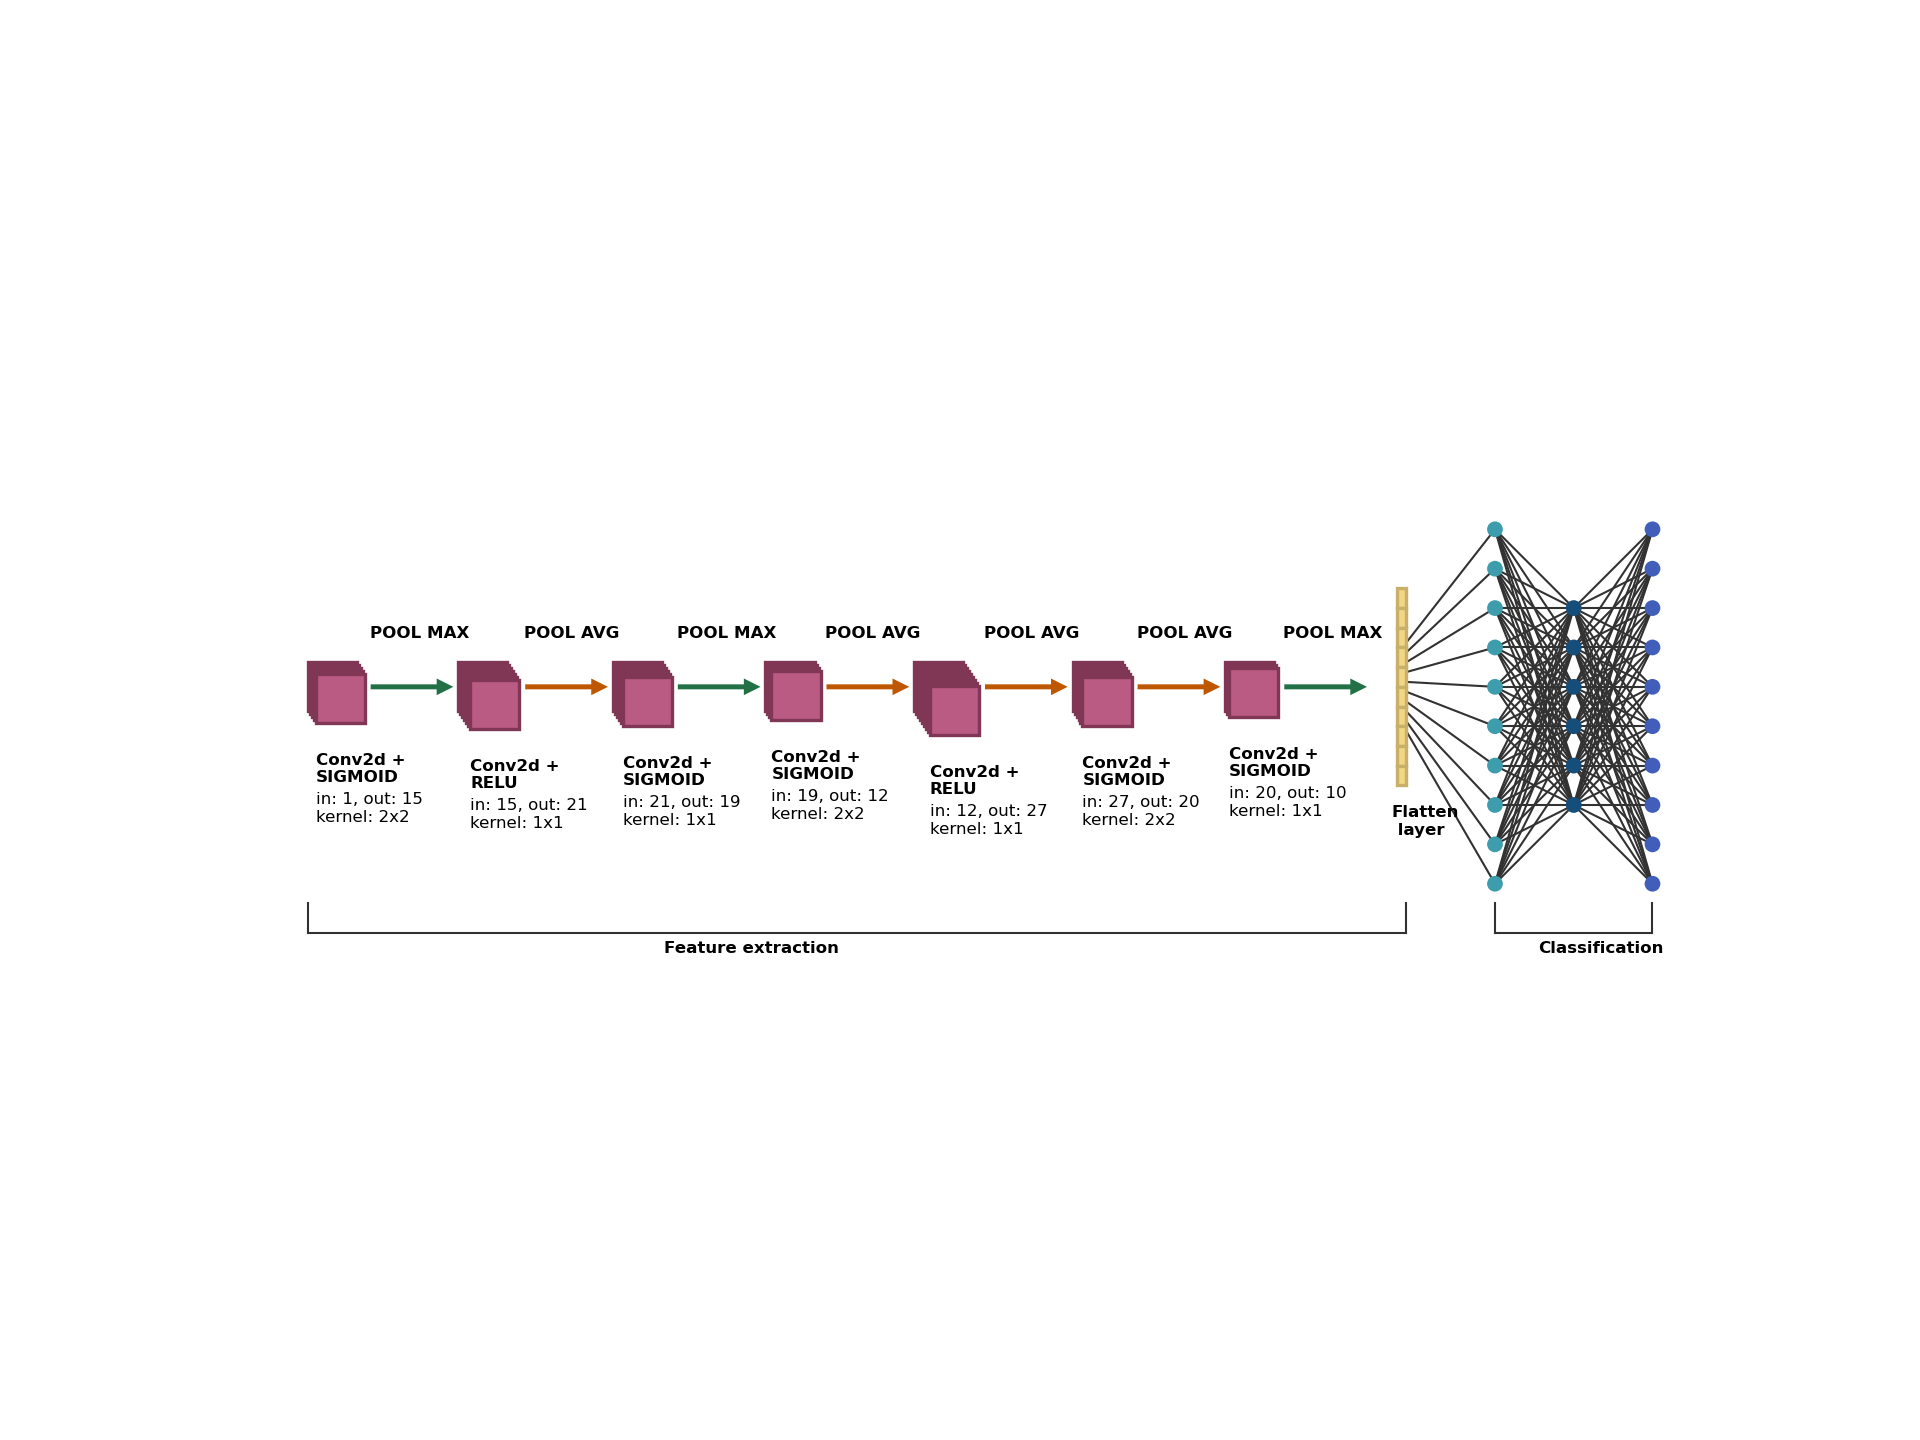 POOL MAX
POOL AVG
POOL MAX
POOL AVG
POOL AVG
POOL AVG
POOL MAX
Conv2d +
SIGMOID
in: 1, out: 15
kernel: 2x2
Conv2d +
RELU
in: 15, out: 21
kernel: 1x1
Conv2d +
SIGMOID
in: 21, out: 19
kernel: 1x1
Conv2d +
SIGMOID
in: 19, out: 12
kernel: 2x2
Conv2d +
RELU
in: 12, out: 27
kernel: 1x1
Conv2d +
SIGMOID
in: 27, out: 20
kernel: 2x2
Conv2d +
SIGMOID
in: 20, out: 10
kernel: 1x1
Flatten
layer
Feature extraction
Classification